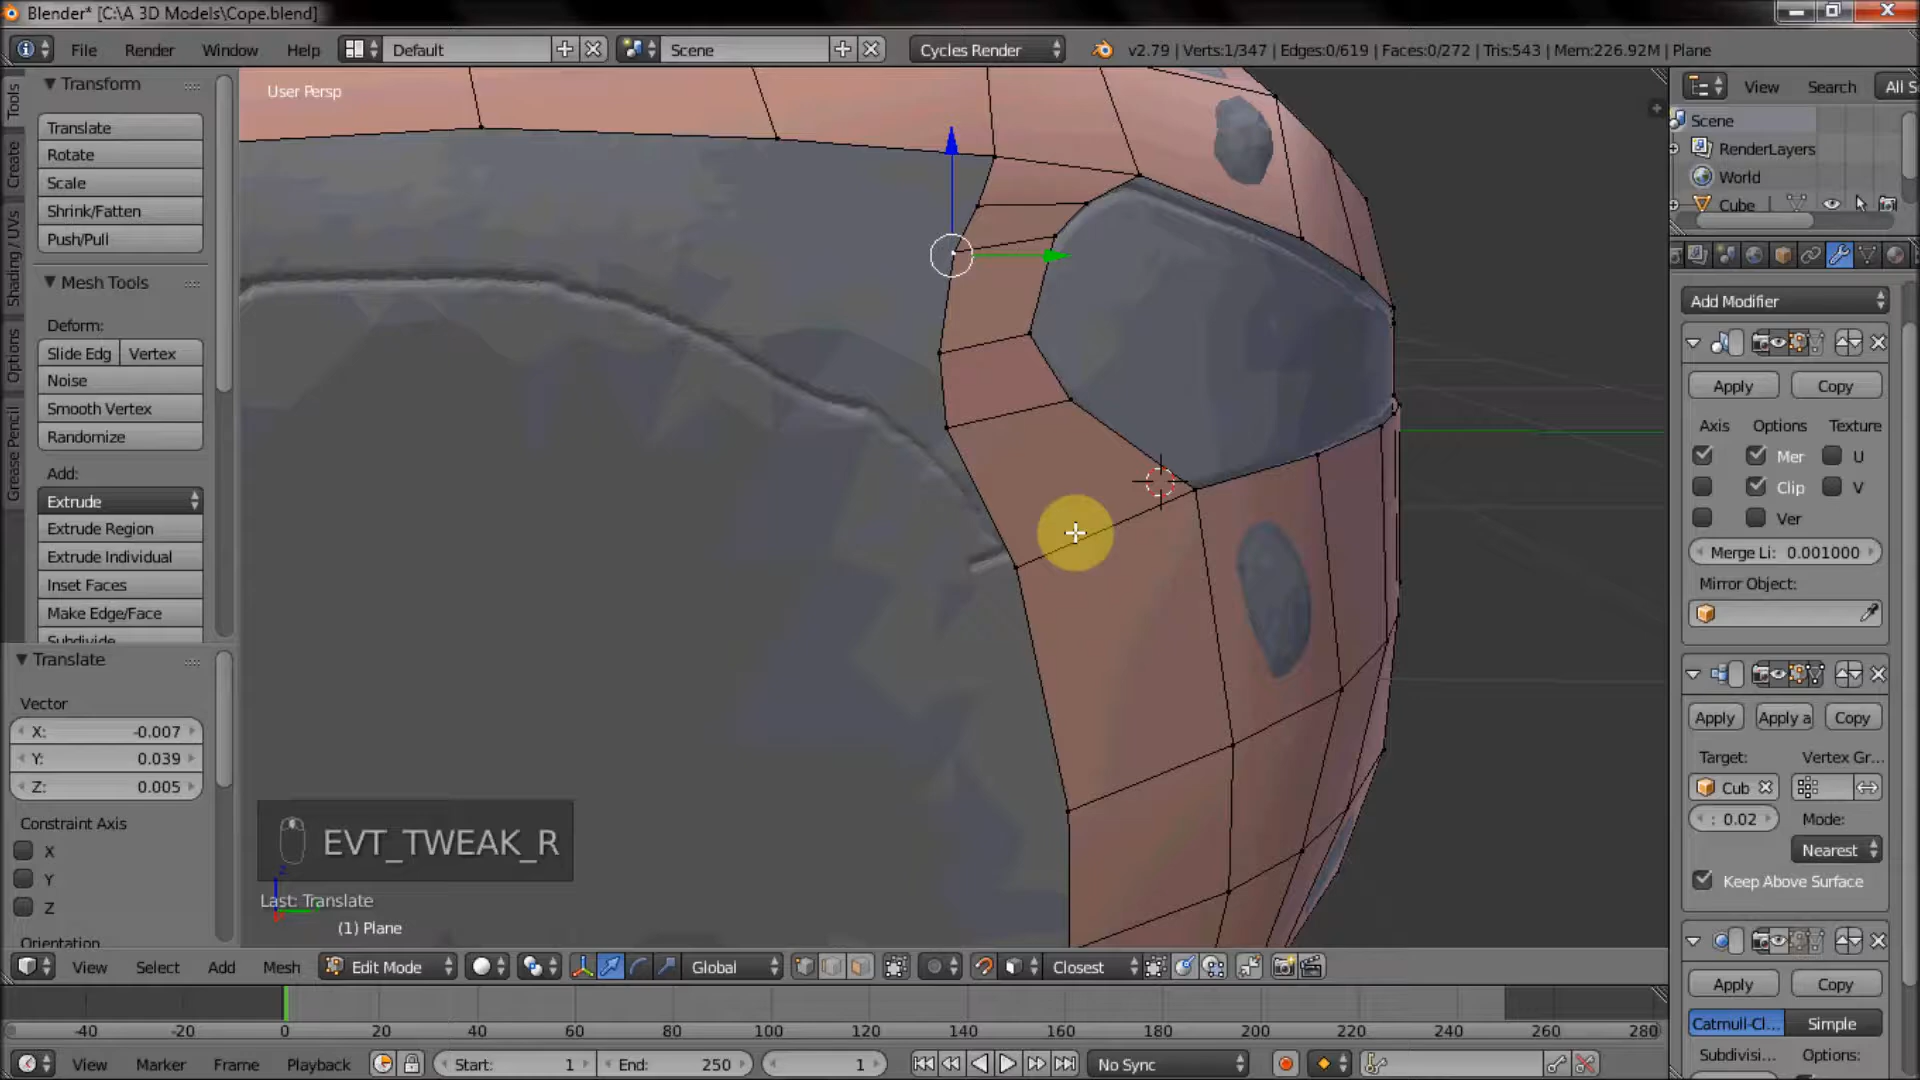 Blender* [C:\A 3D Models\Cope.blend]
File Render Window Help Default Scene Cycles Render v2.79 | Verts:1/347 | Edges:0/619 | Faces:0/272 | Tris:543 | Mem:226.92M | Plane
Tools
Create
Shading / UVs
Options
Grease Pencil
Transform
Translate
Rotate
Scale
Shrink/Fatten
Push/Pull
Mesh Tools
Deform:
Slide Edg Vertex
Noise
Smooth Vertex
Randomize
Add:
Extrude
Extrude Region
Extrude Individual
Inset Faces
Make Edge/Face
Subdivide
Translate
Vector
X: -0.007
Y: 0.039
Z: 0.005
Constraint Axis
X
Y
Z
Orientation
User Persp
EVT_TWEAK_R
Last: Translate
(1) Plane
View Search All S
Scene
RenderLayers
World
Cube
Add Modifier
Apply Copy
Axis Options Texture
Mer U
Clip V
Ver
Merge Li: 0.001000
Mirror Object:
Apply Apply a Copy
Target: Vertex Gr...
Cub
: 0.02 Mode:
Nearest
Keep Above Surface
Apply Copy
Catmull-Cl... Simple
Subdivisi... Options:
View Select Add Mesh Edit Mode Global Closest
-40 -20 0 20 40 60 80 100 120 140 160 180 200 220 240 260 280
View Marker Frame Playback Start: 1 End: 250 1 No Sync